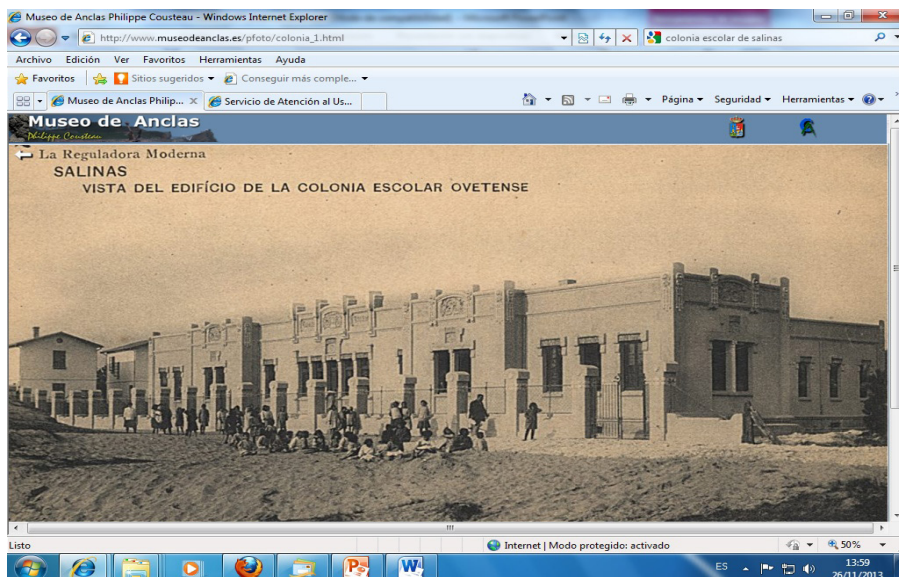 Museo de Anclas Philippe Cousteau - Windows Internet Explorer
http://www.museodeanclas.es/pfoto/colonia_1.html
colonia escolar de salinas
Archivo Edición Ver Favoritos Herramientas Ayuda
Favoritos Sitios sugeridos Conseguir más comple...
Museo de Anclas Philip... Servicio de Atención al Us... Página Seguridad Herramientas
Museo de Anclas
Philippe Cousteau
La Reguladora Moderna
SALINAS
VISTA DEL EDIFÍCIO DE LA COLONIA ESCOLAR OVETENSE
Listo Internet | Modo protegido: activado 50%
ES 13:59
26/11/2013